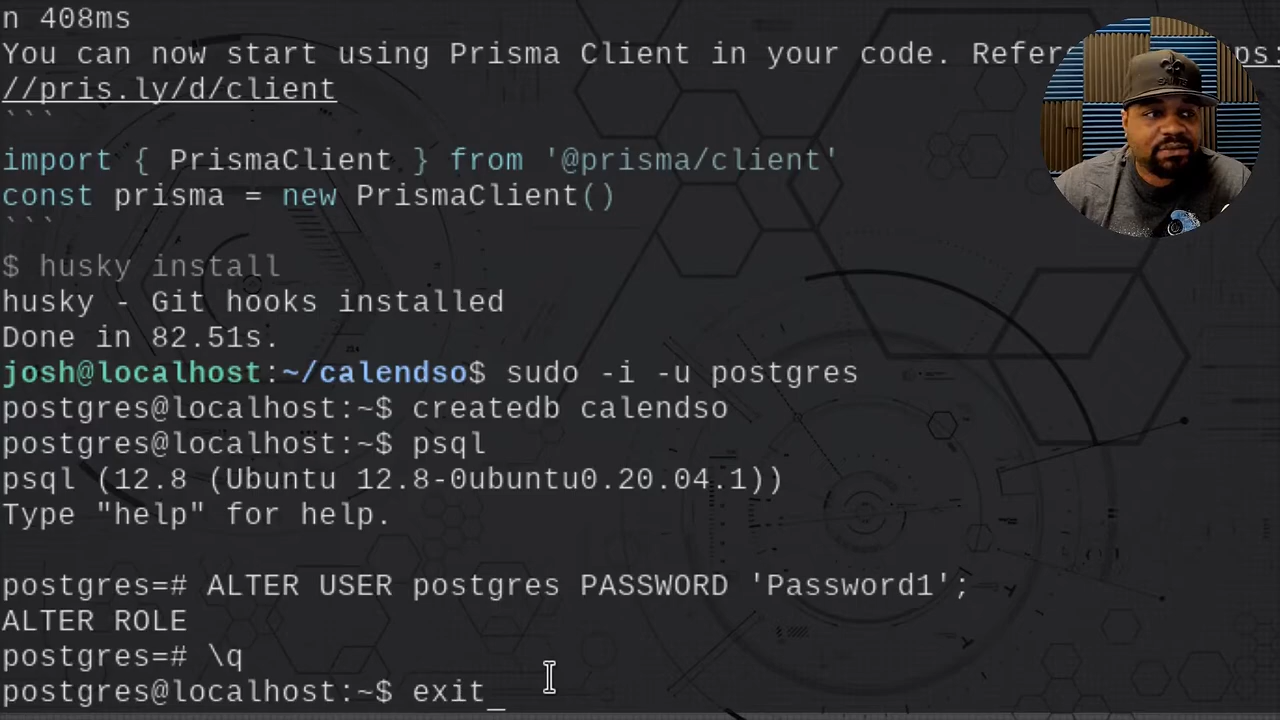 n 408ms
You can now start using Prisma Client in your code. Refer ps:
//pris.ly/d/client
```
import { PrismaClient } from '@prisma/client'
const prisma = new PrismaClient()
```
$ husky install
husky - Git hooks installed
Done in 82.51s.
josh@localhost:~/calendso$ sudo -i -u postgres
postgres@localhost:~$ createdb calendso
postgres@localhost:~$ psql
psql (12.8 (Ubuntu 12.8-0ubuntu0.20.04.1))
Type "help" for help.
postgres=# ALTER USER postgres PASSWORD 'Password1';
ALTER ROLE
postgres=# \q
postgres@localhost:~$ exit_